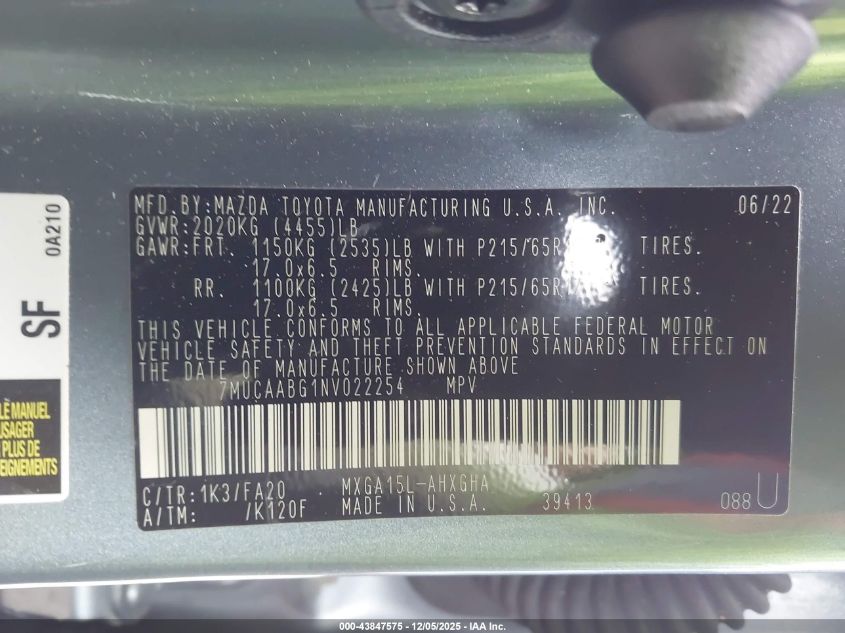 MFD.BY:MAZDA TOYOTA MANUFACTURING U.S.A. INC. 06/22
GVWR:2020KG (4455)LB
GAWR:FRT. 1150KG (2535)LB WITH P215/65R TIRES.
17.0x6.5 RIMS.
RR. 1100KG (2425)LB WITH P215/65R TIRES.
17.0x6.5 RIMS.
THIS VEHICLE CONFORMS TO ALL APPLICABLE FEDERAL MOTOR
VEHICLE SAFETY AND THEFT PREVENTION STANDARDS IN EFFECT ON
THE DATE OF MANUFACTURE SHOWN ABOVE
7MUCAABG1NV022254 MPV
C/TR:1K3/FA20 MXGA15L-AHXGHA
A/TM: /K120F MADE IN U.S.A. 39413 088U
SF
0A210
LE MANUEL
USAGER
PLUS DE
EIGNEMENTS
000-43847575 - 12/05/2025 - IAA Inc.